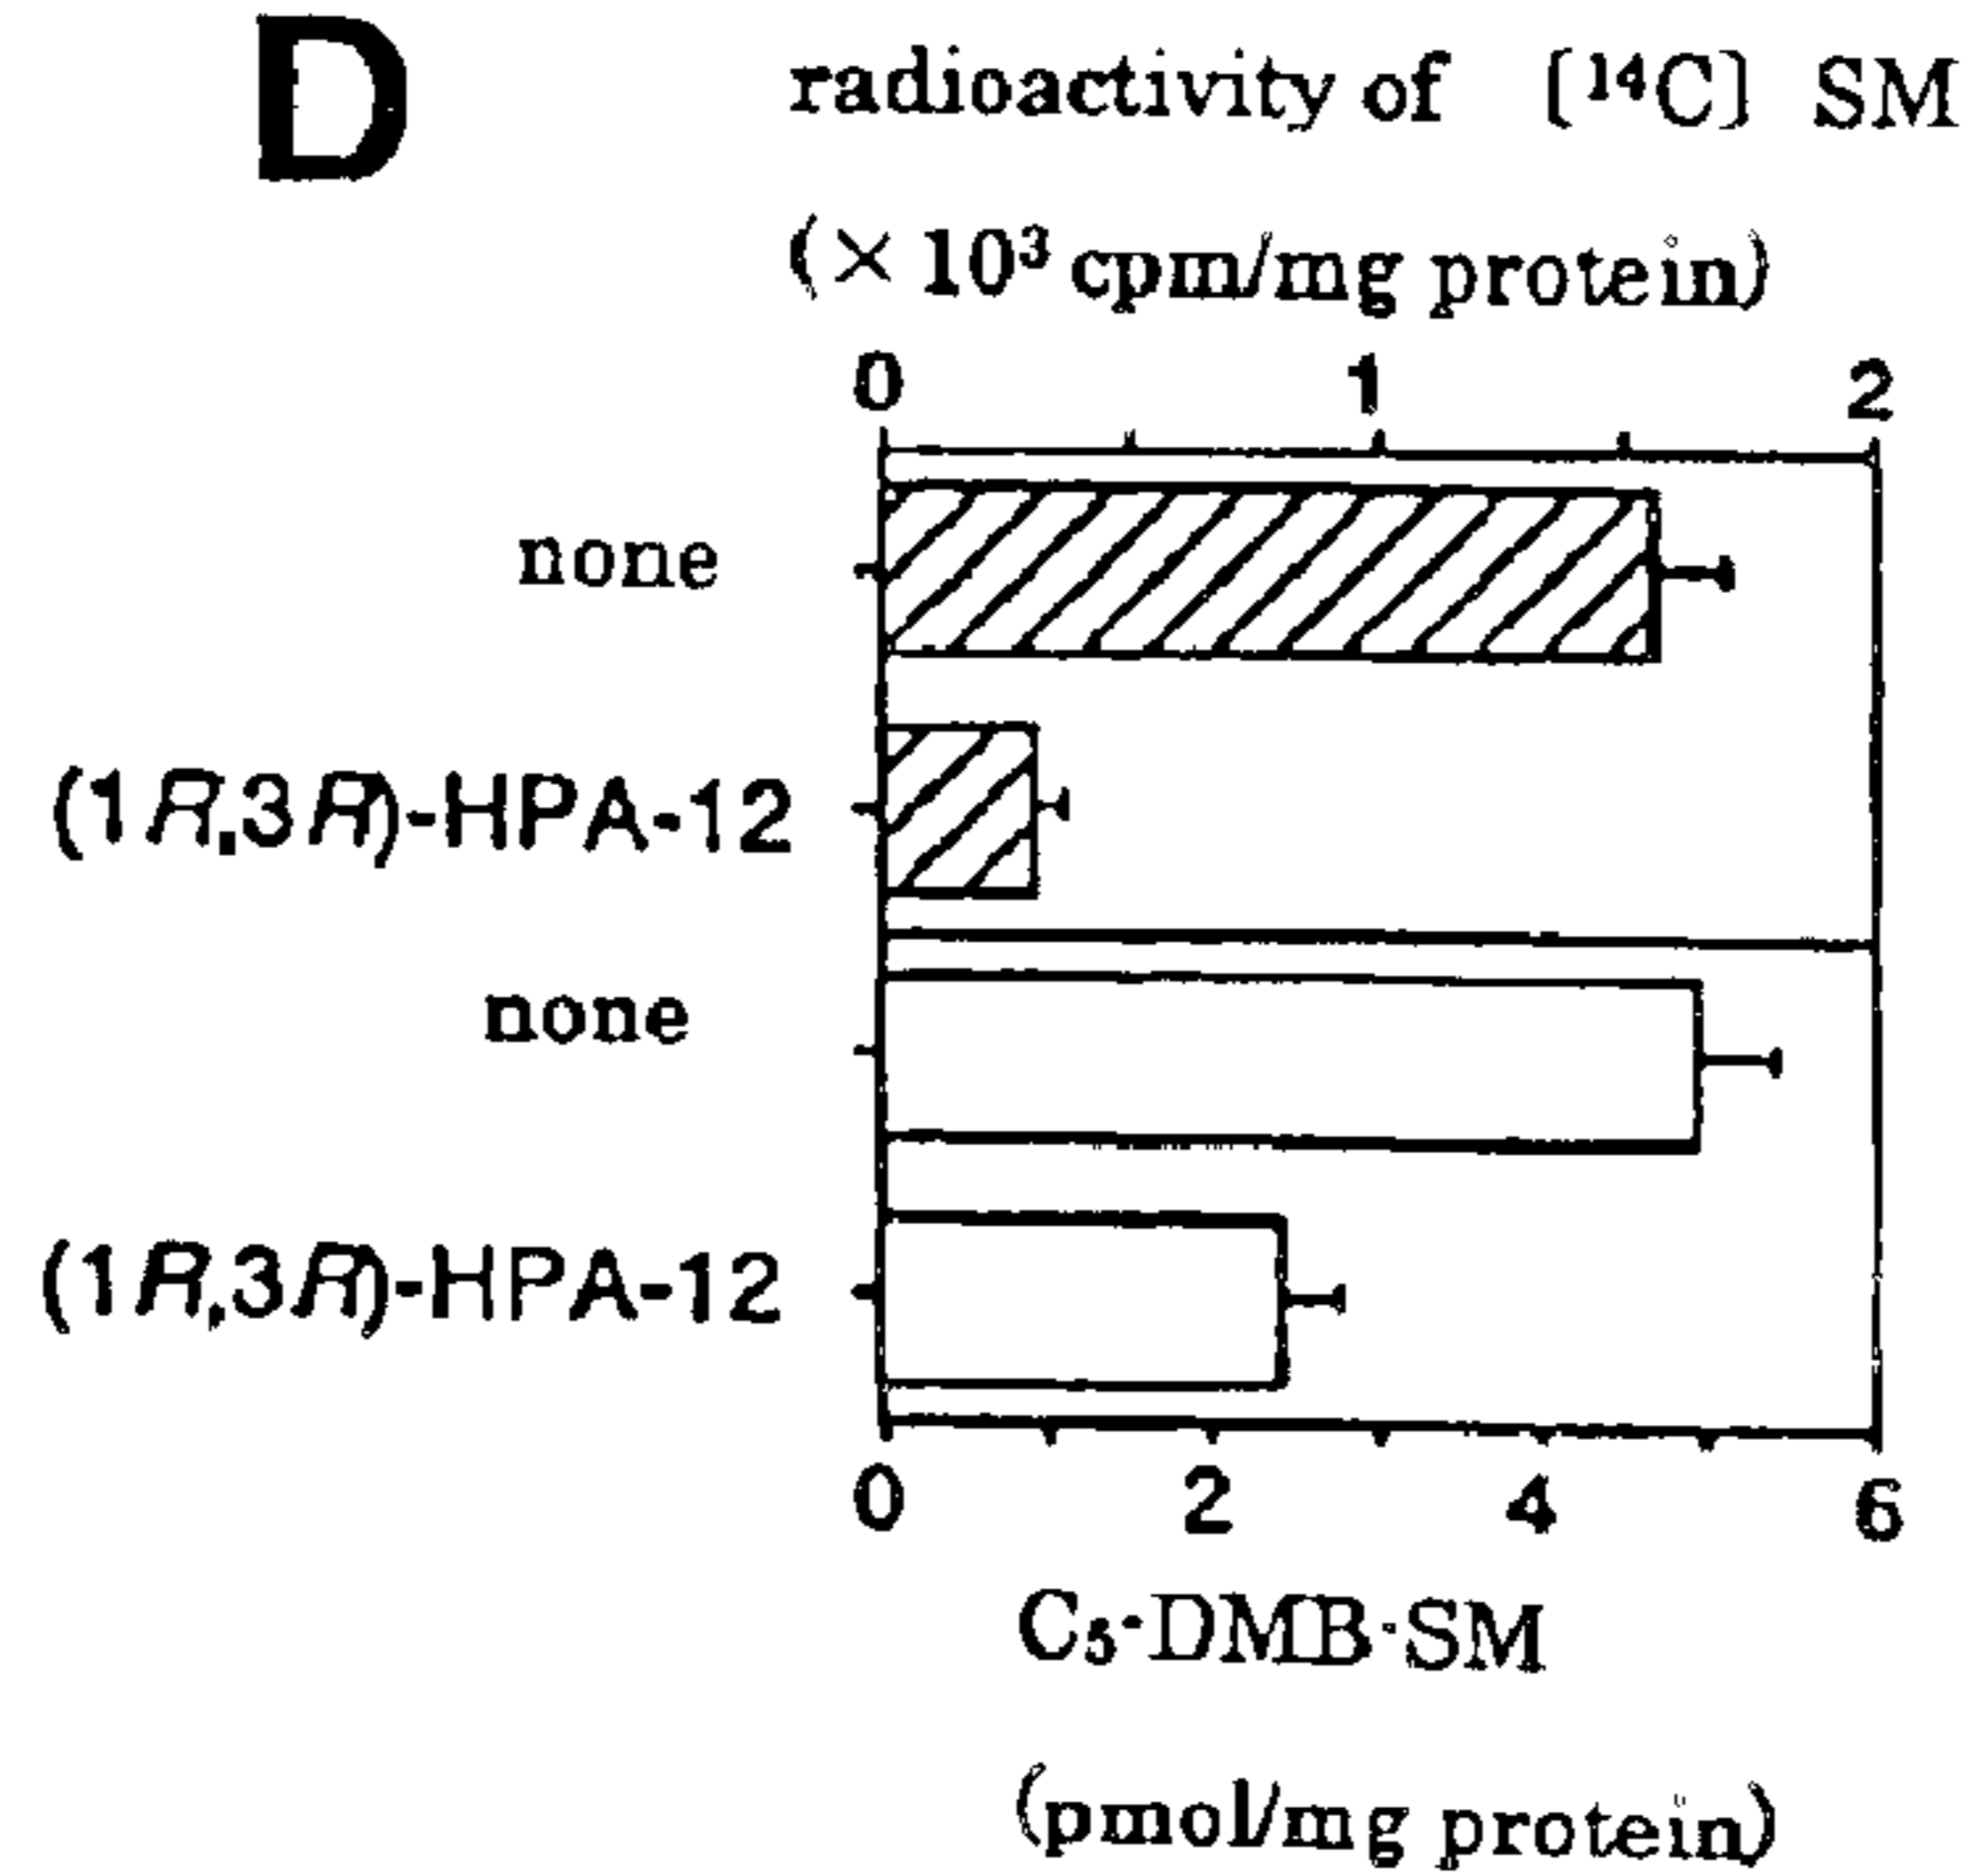 D
radioactivity of [¹⁴C] SM
(× 10³ cpm/mg protein)
0 1 2
none
(1R,3R)-HPA-12
none
(1R,3R)-HPA-12
0 2 4 6
C₅·DMB·SM
(pmol/mg protein)